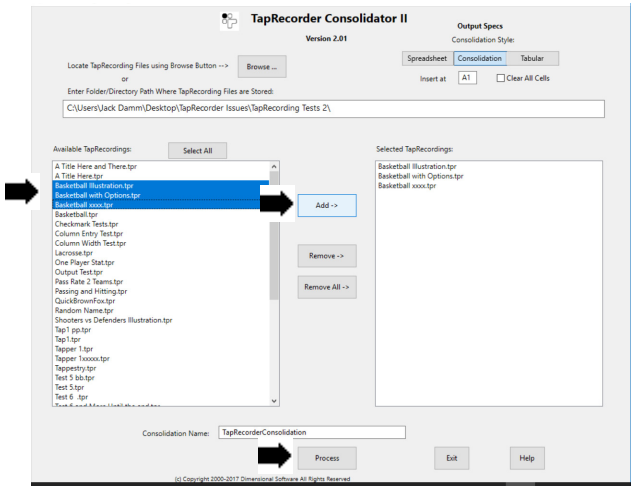 TapRecorder Consolidator II
Version 2.01
Output Specs
Consolidation Style:
Spreadsheet Consolidation Tabular
Insert at A1 Clear All Cells
Locate TapRecording Files using Browse Button --> Browse ...
or
Enter Folder/Directory Path Where TapRecording Files are Stored:
C:\Users\Jack Damm\Desktop\TapRecorder Issues\TapRecording Tests 2\
Available TapRecordings: Select All
A Title Here and There.tpr
A Title Here.tpr
Basketball Illustration.tpr
Basketball with Options.tpr
Basketball xxxx.tpr
Basketball.tpr
Checkmark Tests.tpr
Column Entry Test.tpr
Column Width Test.tpr
Lacrosse.tpr
One Player Stat.tpr
Output Test.tpr
Pass Rate 2 Teams.tpr
Passing and Hitting.tpr
QuickBrownFox.tpr
Random Name.tpr
Shooters vs Defenders Illustration.tpr
Tap1 pp.tpr
Tap1.tpr
Tapper 1.tpr
Tapper 1xxxxx.tpr
Tappestry.tpr
Test 5 bb.tpr
Test 5.tpr
Test 6 .tpr
Test 6 and More Until the end.tpr
Add ->
Remove ->
Remove All ->
Selected TapRecordings:
Basketball Illustration.tpr
Basketball with Options.tpr
Basketball xxxx.tpr
Consolidation Name: TapRecorderConsolidation
Process Exit Help
(c) Copyright 2000-2017 Dimensional Software All Rights Reserved